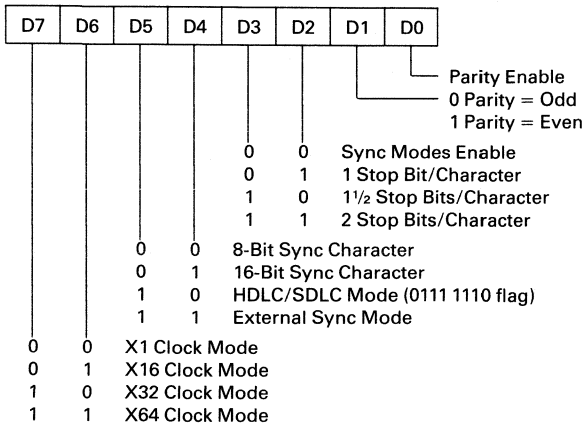 D7 D6 D5 D4 D3 D2 D1 D0
Parity Enable
0 Parity = Odd
1 Parity = Even
0 0 Sync Modes Enable
0 1 1 Stop Bit/Character
1 0 1½ Stop Bits/Character
1 1 2 Stop Bits/Character
0 0 8-Bit Sync Character
0 1 16-Bit Sync Character
1 0 HDLC/SDLC Mode (0111 1110 flag)
1 1 External Sync Mode
0 0 X1 Clock Mode
0 1 X16 Clock Mode
1 0 X32 Clock Mode
1 1 X64 Clock Mode